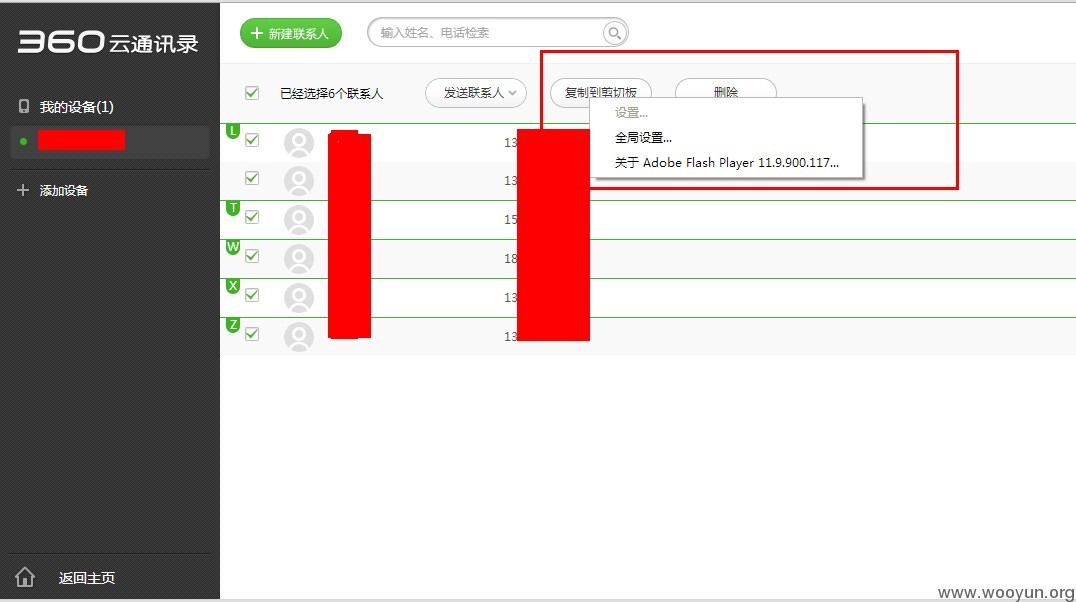 360云通讯录
我的设备(1)
添加设备
返回主页
新建联系人
输入姓名、电话检索
已经选择6个联系人
发送联系人
复制到剪切板
删除
设置...
全局设置...
关于 Adobe Flash Player 11.9.900.117...
L
13
13
T
15
W
18
X
13
Z
13
www.wooyun.org